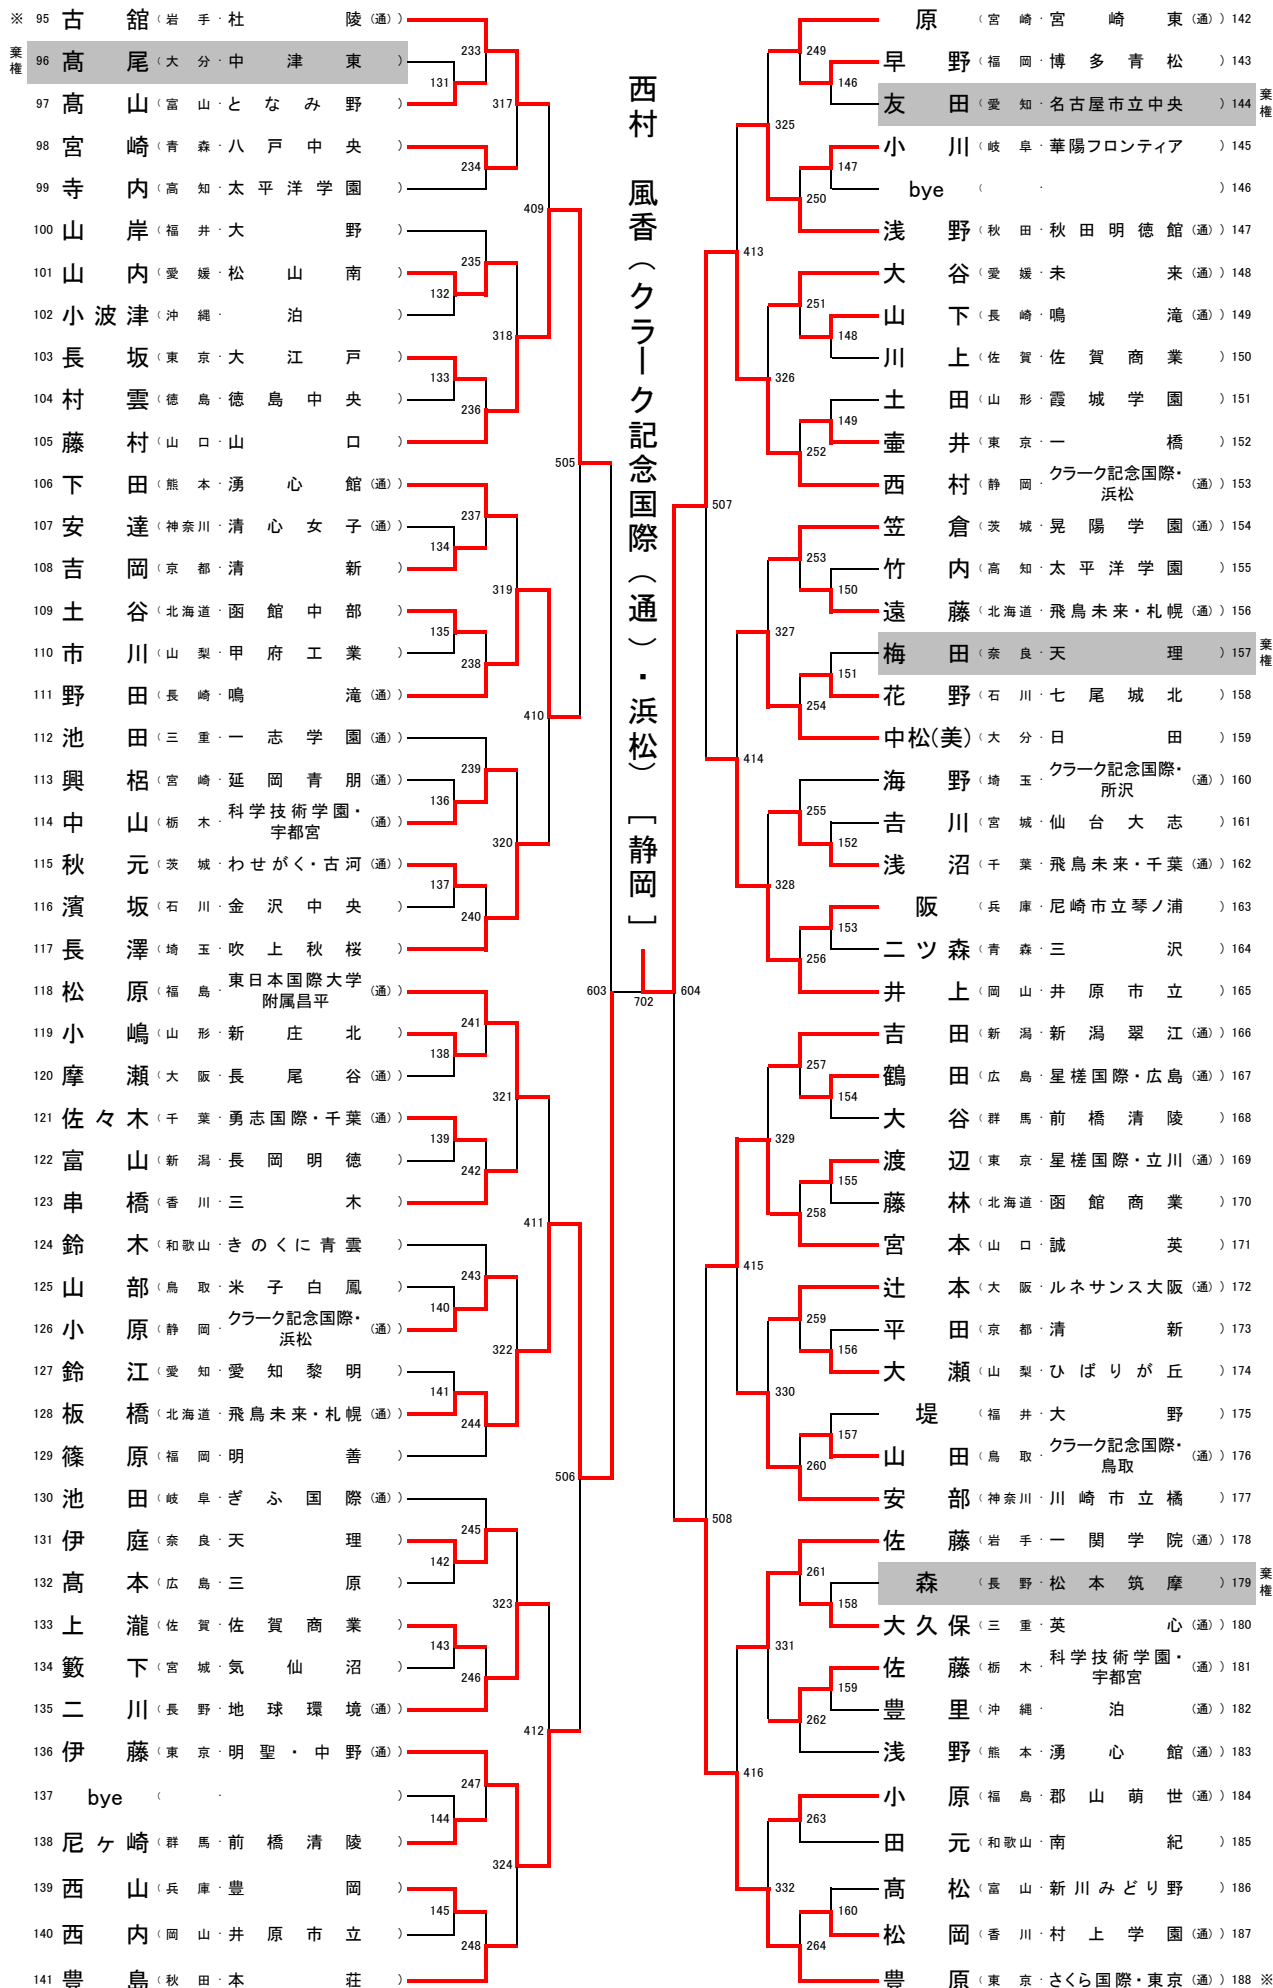 ※ 95 古舘 (岩手・杜陵(通))
棄権 96 髙尾 (大分・中津東)
97 髙山 (富山・となみ野)
98 宮崎 (青森・八戸中央)
99 寺内 (高知・太平洋学園)
100 山岸 (福井・大野)
101 山内 (愛媛・松山南)
102 小波津 (沖縄・泊)
103 長坂 (東京・大江戸)
104 村雲 (徳島・徳島中央)
105 藤村 (山口・山口)
106 下田 (熊本・湧心館(通))
107 安達 (神奈川・清心女子(通))
108 吉岡 (京都・清新)
109 土谷 (北海道・函館中部)
110 市川 (山梨・甲府工業)
111 野田 (長崎・鳴滝(通))
112 池田 (三重・一志学園(通))
113 興梠 (宮崎・延岡青朋(通))
114 中山 (栃木・科学技術学園・宇都宮(通))
115 秋元 (茨城・わせがく・古河(通))
116 濱坂 (石川・金沢中央)
117 長澤 (埼玉・吹上秋桜)
118 松原 (福島・東日本国際大学附属昌平(通))
119 小嶋 (山形・新庄北)
120 摩瀬 (大阪・長尾谷(通))
121 佐々木 (千葉・勇志国際・千葉(通))
122 富山 (新潟・長岡明徳)
123 串橋 (香川・三木)
124 鈴木 (和歌山・きのくに青雲)
125 山部 (鳥取・米子白鳳)
126 小原 (静岡・クラーク記念国際・浜松(通))
127 鈴江 (愛知・愛知黎明)
128 板橋 (北海道・飛鳥未来・札幌(通))
129 篠原 (福岡・明善)
130 池田 (岐阜・ぎふ国際(通))
131 伊庭 (奈良・天理)
132 髙本 (広島・三原)
133 上瀧 (佐賀・佐賀商業)
134 籔下 (宮城・気仙沼)
135 二川 (長野・地球環境(通))
136 伊藤 (東京・明聖・中野(通))
137 bye (・)
138 尼ヶ崎 (群馬・前橋清陵)
139 西山 (兵庫・豊岡)
140 西内 (岡山・井原市立)
141 豊島 (秋田・本荘)
131
132
133
134
135
136
137
138
139
140
141
142
143
144
145
233
234
235
236
237
238
239
240
241
242
243
244
245
246
247
248
317
318
319
320
321
322
323
324
409
410
411
412
505
506
603
西村 風香(クラーク記念国際(通)・浜松) [静岡]
702
604
507
508
413
414
415
416
325
326
327
328
329
330
331
332
249
250
251
252
253
254
255
256
257
258
259
260
261
262
263
264
146
147
148
149
150
151
152
153
154
155
156
157
158
159
160
原 (宮崎・宮崎東(通)) 142
早野 (福岡・博多青松) 143
友田 (愛知・名古屋市立中央) 144 棄権
小川 (岐阜・華陽フロンティア) 145
bye (・) 146
浅野 (秋田・秋田明徳館(通)) 147
大谷 (愛媛・未来(通)) 148
山下 (長崎・鳴滝(通)) 149
川上 (佐賀・佐賀商業) 150
土田 (山形・霞城学園) 151
壷井 (東京・一橋) 152
西村 (静岡・クラーク記念国際・浜松(通)) 153
笠倉 (茨城・晃陽学園(通)) 154
竹内 (高知・太平洋学園) 155
遠藤 (北海道・飛鳥未来・札幌(通)) 156
梅田 (奈良・天理) 157 棄権
花野 (石川・七尾城北) 158
中松(美) (大分・日田) 159
海野 (埼玉・クラーク記念国際・所沢(通)) 160
𠮷川 (宮城・仙台大志) 161
浅沼 (千葉・飛鳥未来・千葉(通)) 162
阪 (兵庫・尼崎市立琴ノ浦) 163
二ツ森 (青森・三沢) 164
井上 (岡山・井原市立) 165
吉田 (新潟・新潟翠江(通)) 166
鶴田 (広島・星槎国際・広島(通)) 167
大谷 (群馬・前橋清陵) 168
渡辺 (東京・星槎国際・立川(通)) 169
藤林 (北海道・函館商業) 170
宮本 (山口・誠英) 171
辻本 (大阪・ルネサンス大阪(通)) 172
平田 (京都・清新) 173
大瀬 (山梨・ひばりが丘) 174
堤 (福井・大野) 175
山田 (鳥取・クラーク記念国際・鳥取(通)) 176
安部 (神奈川・川崎市立橘) 177
佐藤 (岩手・一関学院(通)) 178
森 (長野・松本筑摩) 179 棄権
大久保 (三重・英心(通)) 180
佐藤 (栃木・科学技術学園・宇都宮(通)) 181
豊里 (沖縄・泊(通)) 182
浅野 (熊本・湧心館(通)) 183
小原 (福島・郡山萌世(通)) 184
田元 (和歌山・南紀) 185
髙松 (富山・新川みどり野) 186
松岡 (香川・村上学園(通)) 187
豊原 (東京・さくら国際・東京(通)) 188 ※